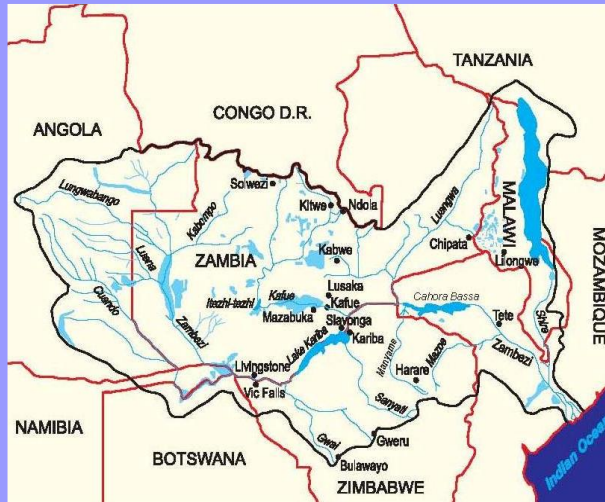 TANZANIA
CONGO D.R.
ANGOLA
Lungwabango
Kabompo
Solwezi
Kitwe
Ndola
Luangwa
MALAWI
Chipata
Lilongwe
MOZAMBIQUE
Luena
ZAMBIA
Kabwe
Cuando
Zambezi
Itezhi-tezhi
Kafue
Lusaka
Kafue
Mazabuka
Siavonga
Kariba
Lake Kariba
Cahora Bassa
Tete
Shire
Zambezi
Manyame
Mazoe
Harare
Sanyati
Livingstone
Vic Falls
Gwai
Gweru
Bulawayo
NAMIBIA
BOTSWANA
ZIMBABWE
Indian Ocean